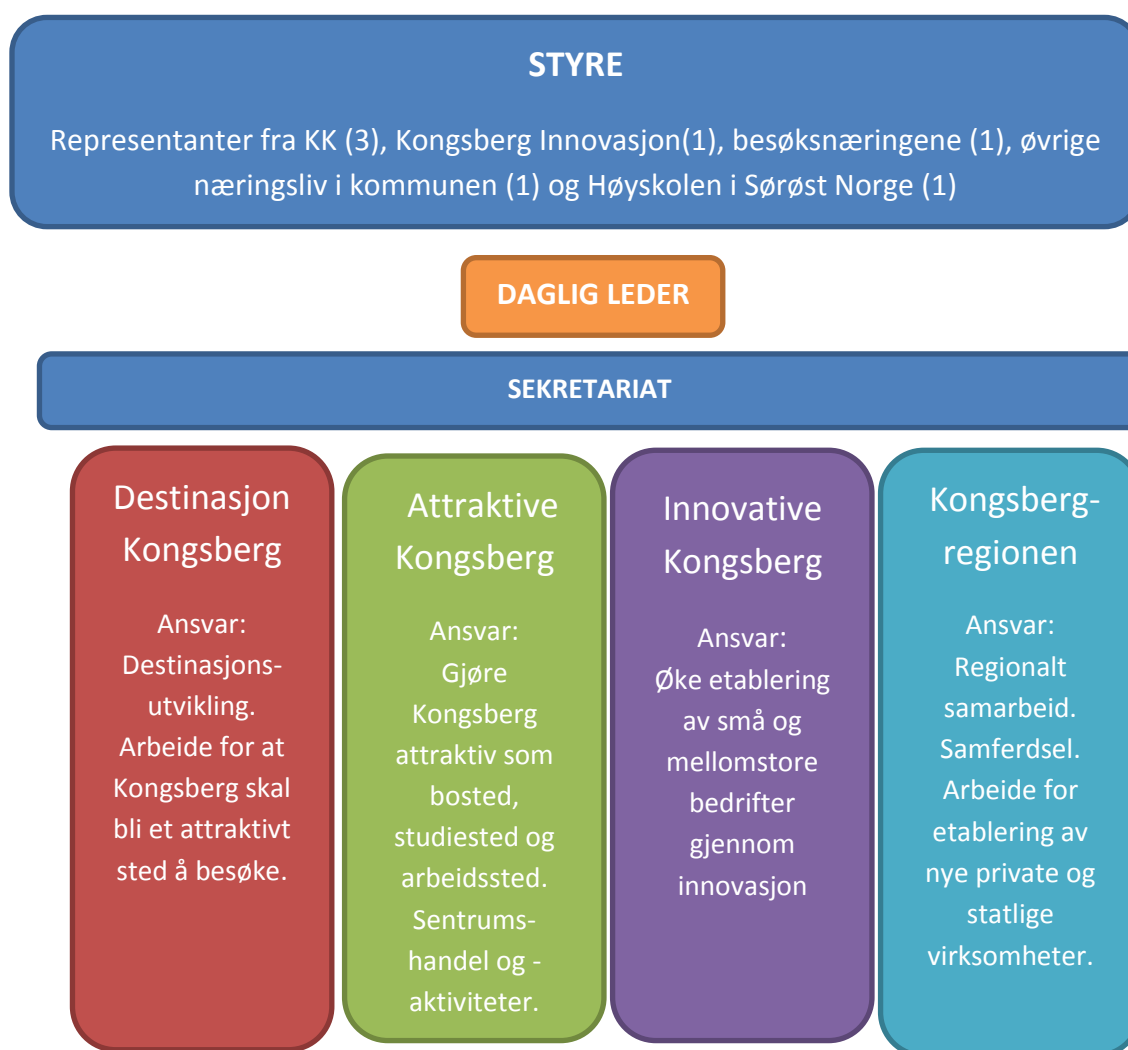 STYRE
Representanter fra KK (3), Kongsberg Innovasjon(1), besøksnæringene (1), øvrige
næringsliv i kommunen (1) og Høyskolen i Sørøst Norge (1)
DAGLIG LEDER
SEKRETARIAT
Destinasjon
Kongsberg
Ansvar:
Destinasjons-
utvikling.
Arbeide for at
Kongsberg skal
bli et attraktivt
sted å besøke.
Attraktive
Kongsberg
Ansvar:
Gjøre
Kongsberg
attraktiv som
bosted,
studiested og
arbeidssted.
Sentrums-
handel og -
aktiviteter.
Innovative
Kongsberg
Ansvar:
Øke etablering
av små og
mellomstore
bedrifter
gjennom
innovasjon
Kongsberg-
regionen
Ansvar:
Regionalt
samarbeid.
Samferdsel.
Arbeide for
etablering av
nye private og
statlige
virksomheter.